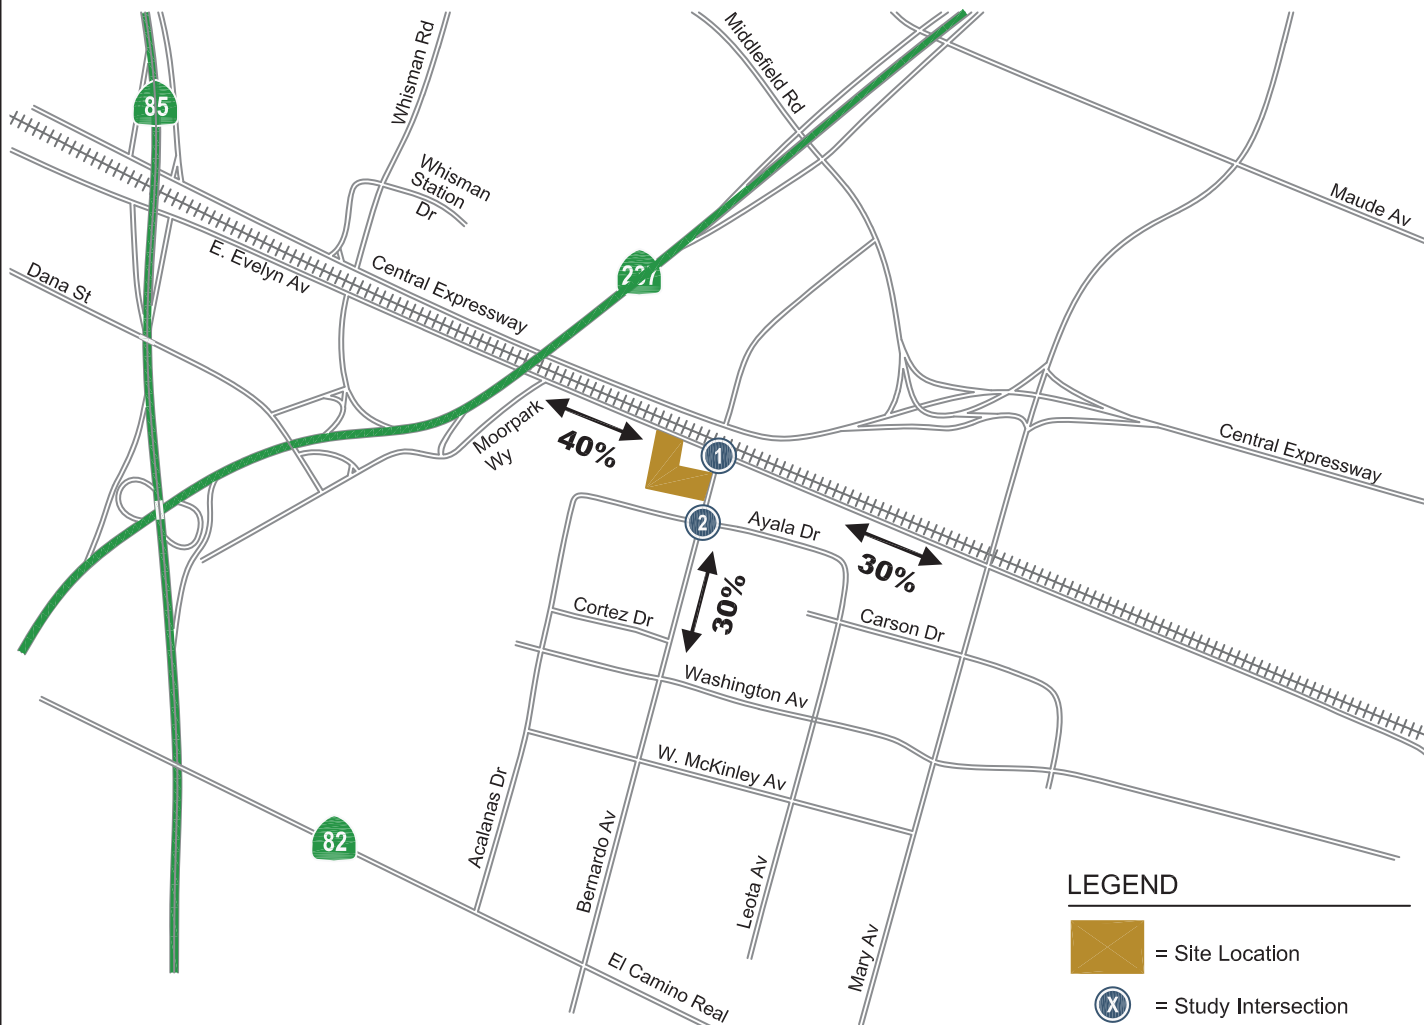 Whisman Rd
Middlefield Rd
85
Whisman
Station
Dr
Maude Av
E. Evelyn Av
Dana St
Central Expressway
237
Moorpark
Wy
40%
1
Central Expressway
2
Ayala Dr
30%
30%
Cortez Dr
Carson Dr
Washington Av
W. McKinley Av
Acalanas Dr
82
Bernardo Av
Leota Av
Mary Av
El Camino Real
LEGEND
= Site Location
X
= Study Intersection